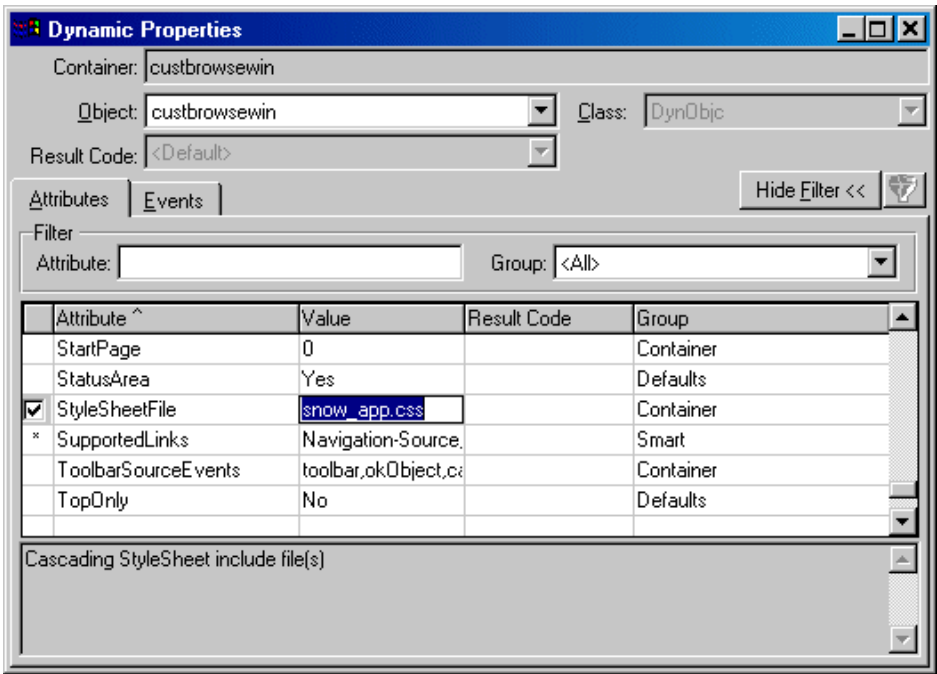 Dynamic Properties
Container: custbrowsewin
Object: custbrowsewin Class: DynObjc
Result Code: <Default>
Attributes Events Hide Filter <<
Filter
Attribute: Group: <All>
Attribute ^ Value Result Code Group
StartPage 0 Container
StatusArea Yes Defaults
StyleSheetFile snow_app.css Container
* SupportedLinks Navigation-Source, Smart
ToolbarSourceEvents toolbar,okObject,ca Container
TopOnly No Defaults
Cascading StyleSheet include file(s)